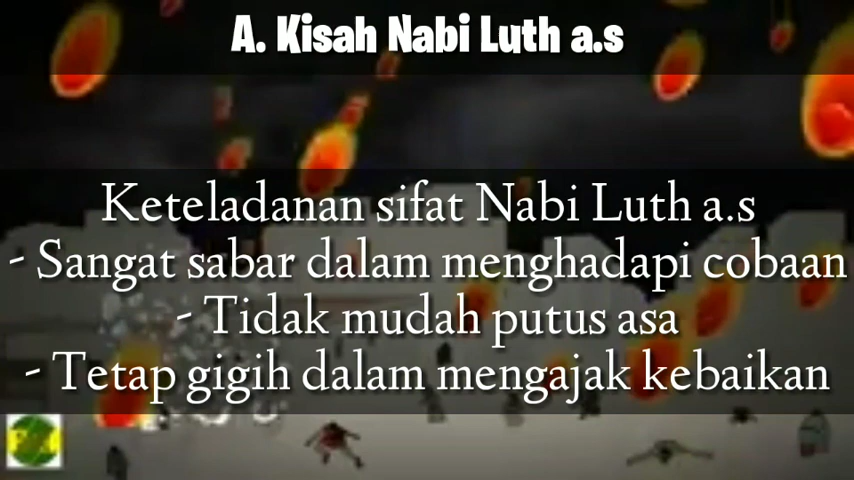 A. Kisah Nabi Luth a.s
Keteladanan sifat Nabi Luth a.s
- Sangat sabar dalam menghadapi cobaan
- Tidak mudah putus asa
- Tetap gigih dalam mengajak kebaikan